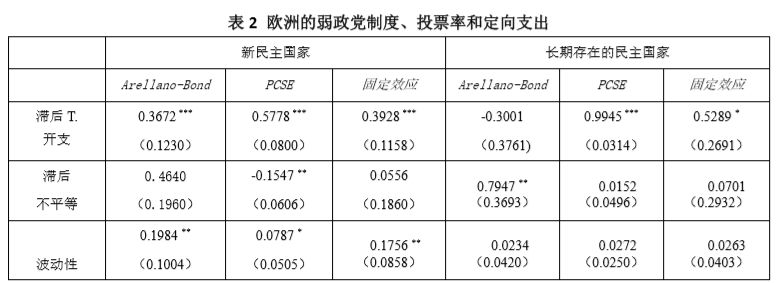 表 2 欧洲的弱政党制度、投票率和定向支出
新民主国家 长期存在的民主国家
Arellano-Bond PCSE 固定效应 Arellano-Bond PCSE 固定效应
滞后 T. 0.3672 *** 0.5778 *** 0.3928 *** -0.3001 0.9945 *** 0.5289 *
开支 (0.1230) (0.0800) (0.1158) (0.3761) (0.0314) (0.2691)
滞后 0.4640 -0.1547 ** 0.0556 0.7947 ** 0.0152 0.0701
不平等 (0.1960) (0.0606) (0.1860) (0.3693) (0.0496) (0.2932)
0.1984 ** 0.0787 * 0.1756 ** 0.0234 0.0272 0.0263
波动性 (0.1004) (0.0505) (0.0858) (0.0420) (0.0250) (0.0403)